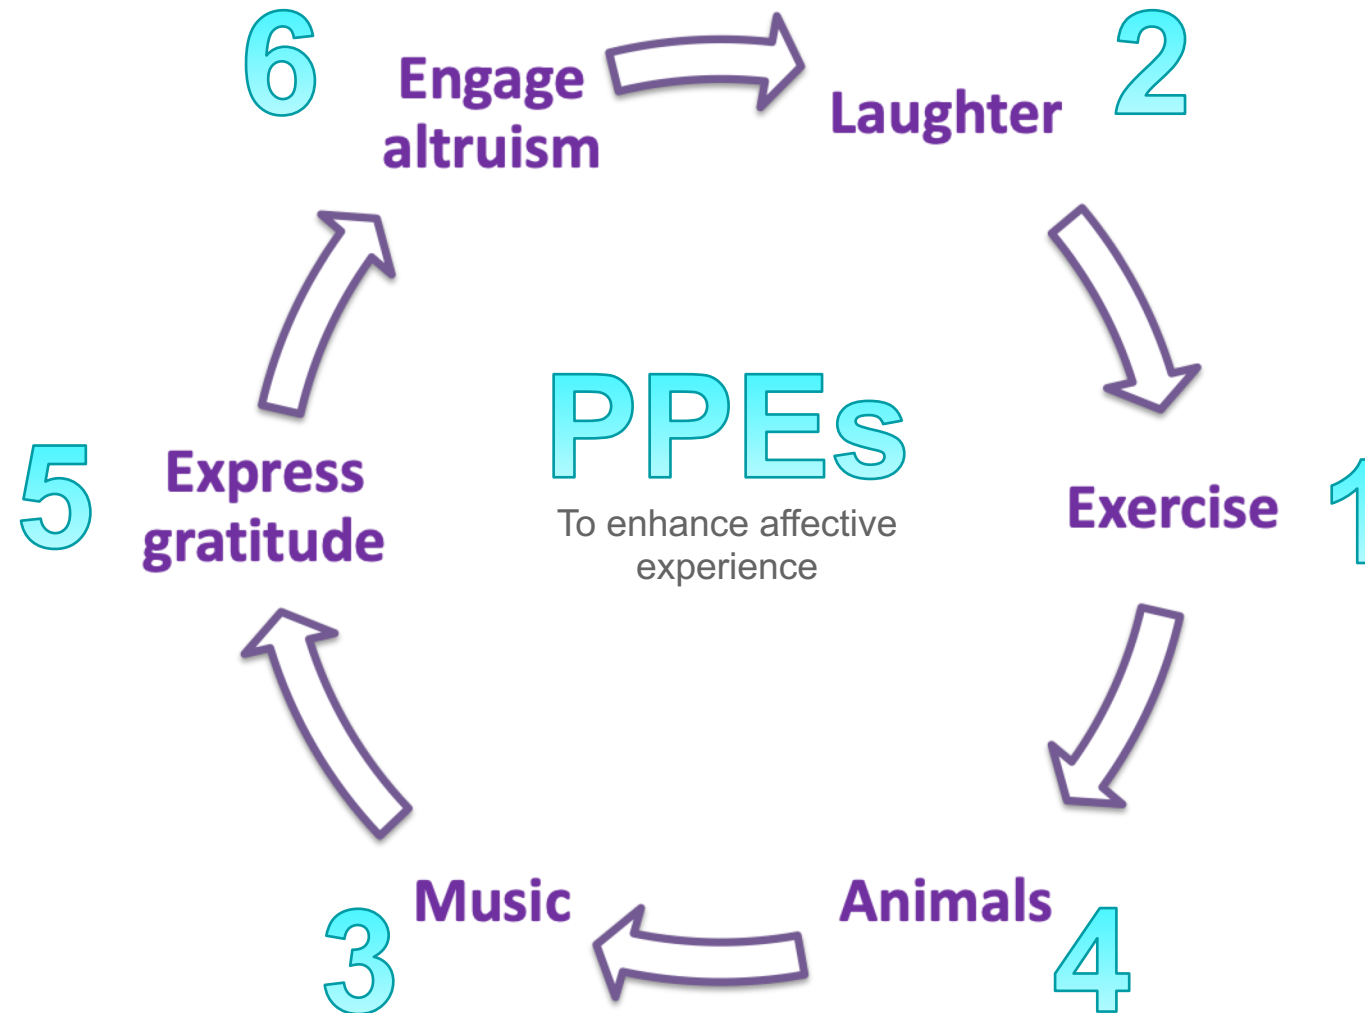 6
Engage
altruism
Laughter
2
PPEs
To enhance affective
experience
5
Express
gratitude
Exercise
1
Music
3
Animals
4